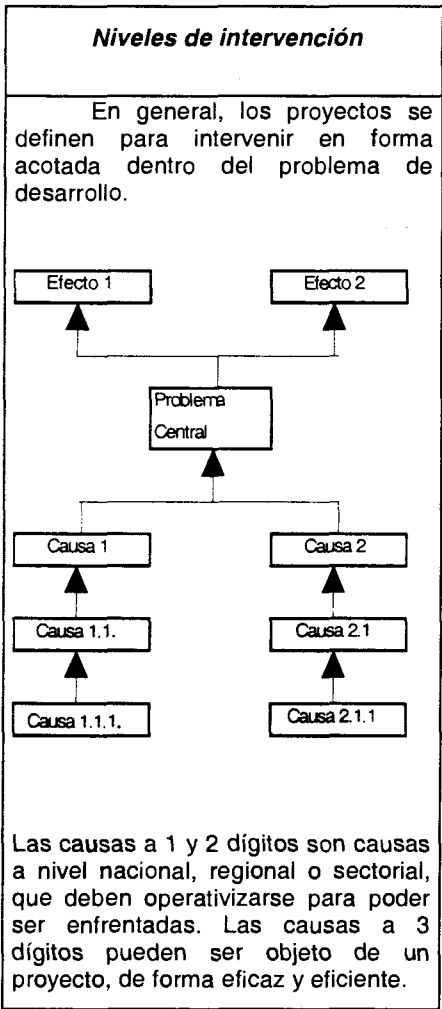 Niveles de intervención
En general, los proyectos se
definen para intervenir en forma
acotada dentro del problema de
desarrollo.
Efecto 1
Efecto 2
Problema
Central
Causa 1
Causa 2
Causa 1.1.
Causa 2.1
Causa 1.1.1.
Causa 2.1.1
Las causas a 1 y 2 dígitos son causas
a nivel nacional, regional o sectorial,
que deben operativizarse para poder
ser enfrentadas. Las causas a 3
dígitos pueden ser objeto de un
proyecto, de forma eficaz y eficiente.